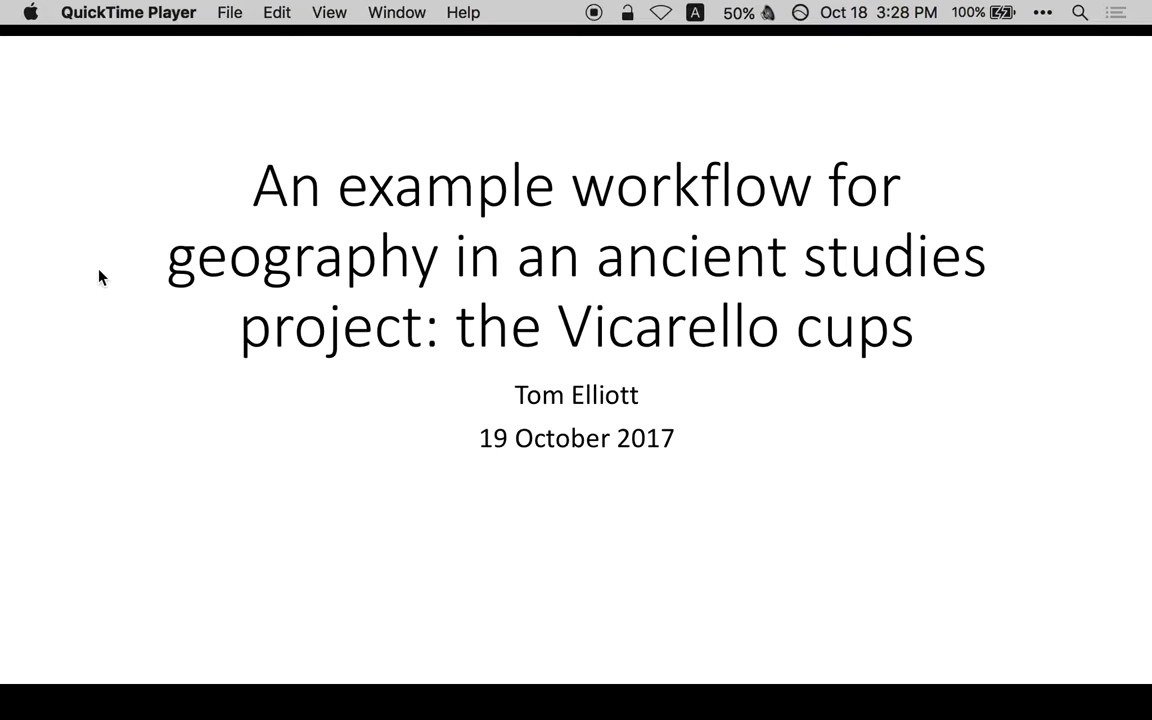 QuickTime Player File Edit View Window Help A 50% Oct 18 3:28 PM 100%
An example workflow for
geography in an ancient studies
project: the Vicarello cups
Tom Elliott
19 October 2017